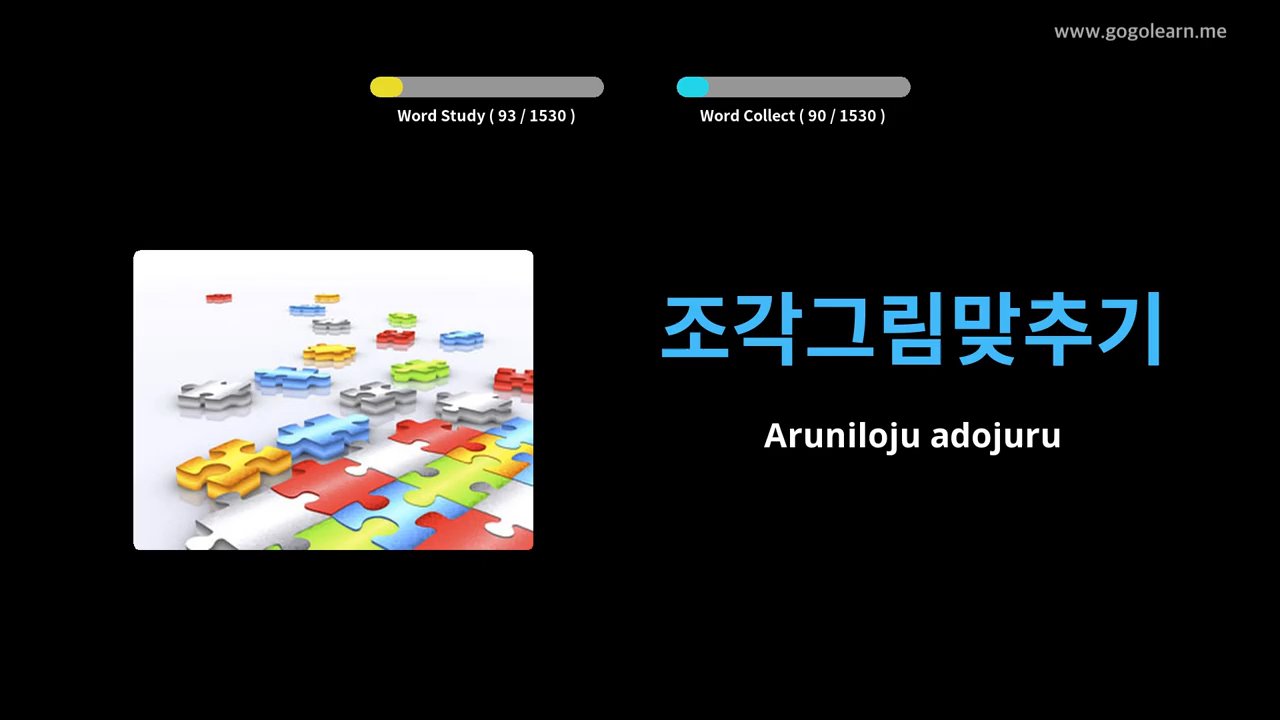 www.gogolearn.me
Word Study ( 93 / 1530 )
Word Collect ( 90 / 1530 )
조각그림맞추기
Aruniloju adojuru